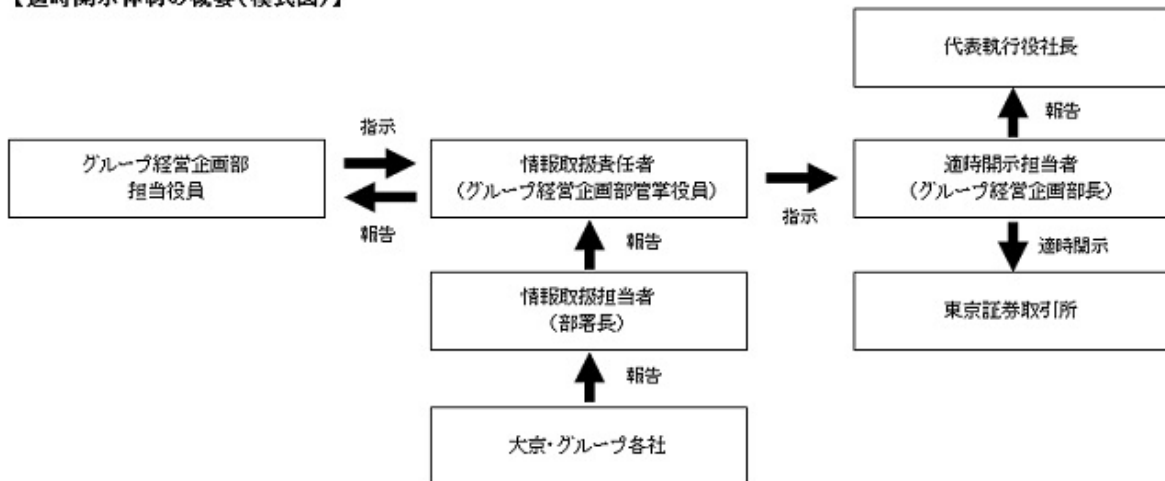 【適時開示体制の概要（模式図）】
代表執行役社長
報告
指示
グループ経営企画部
担当役員
情報取扱責任者
（グループ経営企画部管掌役員）
適時開示担当者
（グループ経営企画部長）
報告
指示
報告
適時開示
情報取扱担当者
（部署長）
東京証券取引所
報告
大京・グループ各社